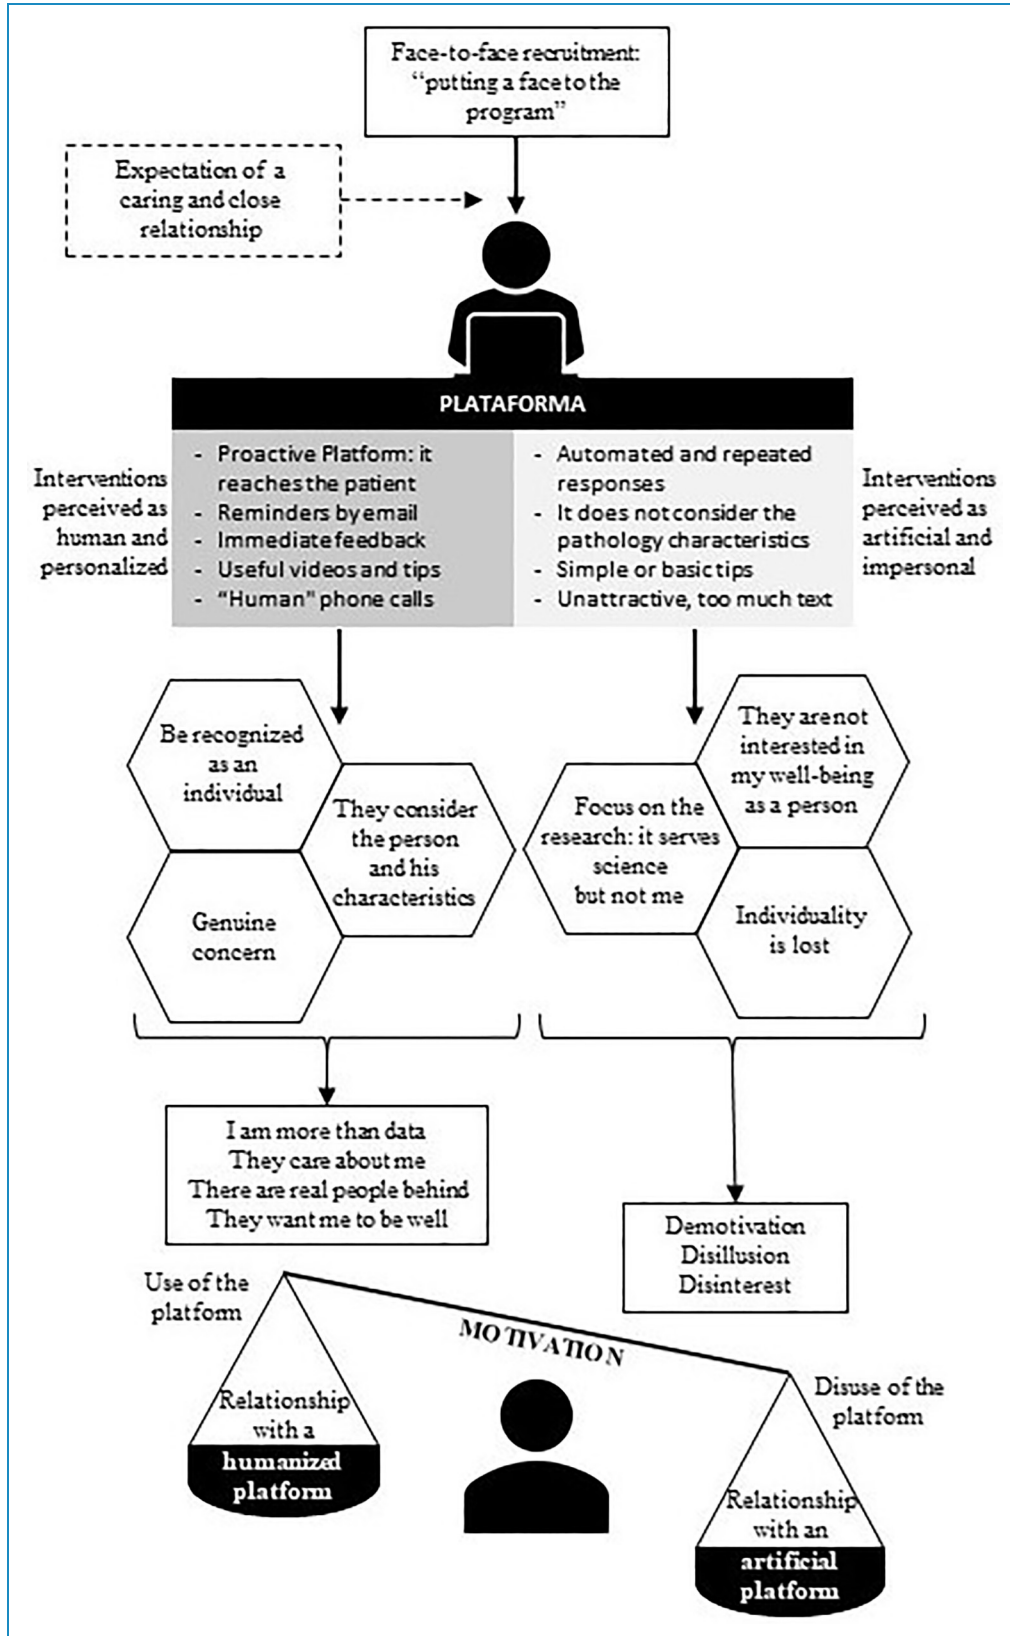 Face-to-face recruitment:
“putting a face to the
program”
Expectation of a
caring and close
relationship
PLATAFORMA
Interventions
perceived as
human and
personalized
- Proactive Platform: it
reaches the patient
- Reminders by email
- Immediate feedback
- Useful videos and tips
- “Human” phone calls
- Automated and repeated
responses
- It does not consider the
pathology characteristics
- Simple or basic tips
- Unattractive, too much text
Interventions
perceived as
artificial and
impersonal
Be recognized
as an
individual
They consider
the person
and his
characteristics
Genuine
concern
They are not
interested in
my well-being
as a person
Focus on the
research: it serves
science
but not me
Individuality
is lost
I am more than data
They care about me
There are real people behind
They want me to be well
Demotivation
Disillusion
Disinterest
Use of the
platform
MOTIVATION
Disuse of the
platform
Relationship
with a
humanized
platform
Relationship
with an
artificial
platform